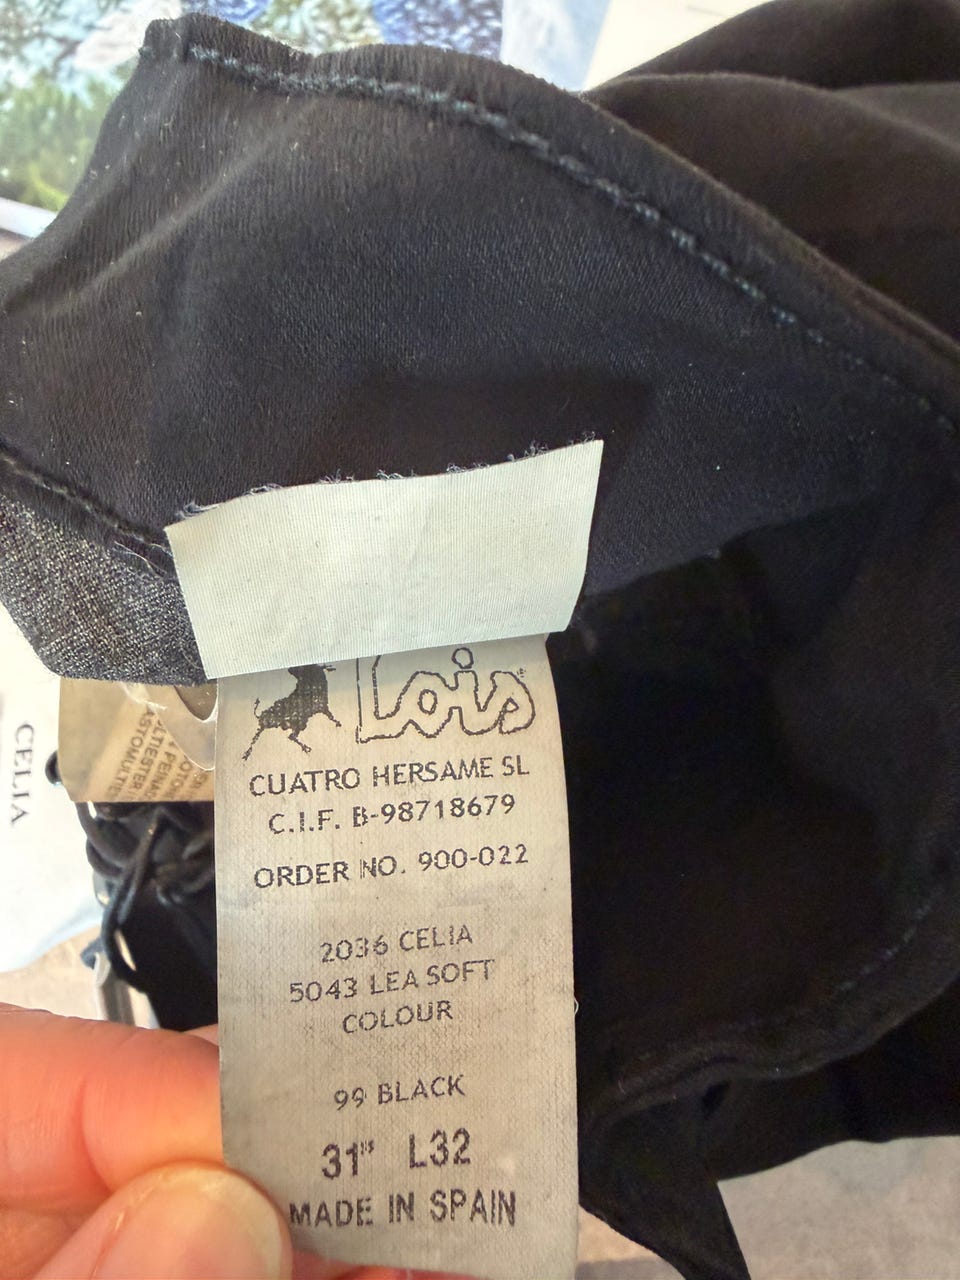 Lois
CUATRO HERSAME SL
C.I.F. B-98718679
ORDER NO. 900-022
2036 CELIA
5043 LEA SOFT
COLOUR
99 BLACK
31" L32
MADE IN SPAIN
CELIA